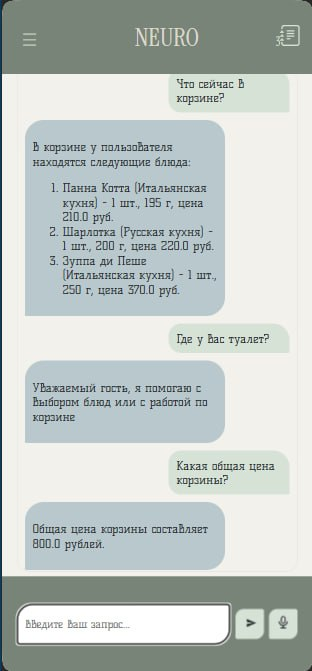 NEURO
Что сейчас в
корзине?
В корзине у пользователя
находятся следующие блюда:
1. Панна Котта (Итальянская
кухня) - 1 шт., 195 г, цена
210.0 руб.
2. Шарлотка (Русская кухня) -
1 шт., 200 г, цена 220.0 руб.
3. Зуппа ди Пеше
(Итальянская кухня) - 1 шт.,
250 г, цена 370.0 руб.
Где у вас туалет?
Уважаемый гость, я помогаю с
выбором блюд или с работой по
корзине
Какая общая цена
корзины?
Общая цена корзины составляет
800.0 рублей.
Введите ваш запрос...